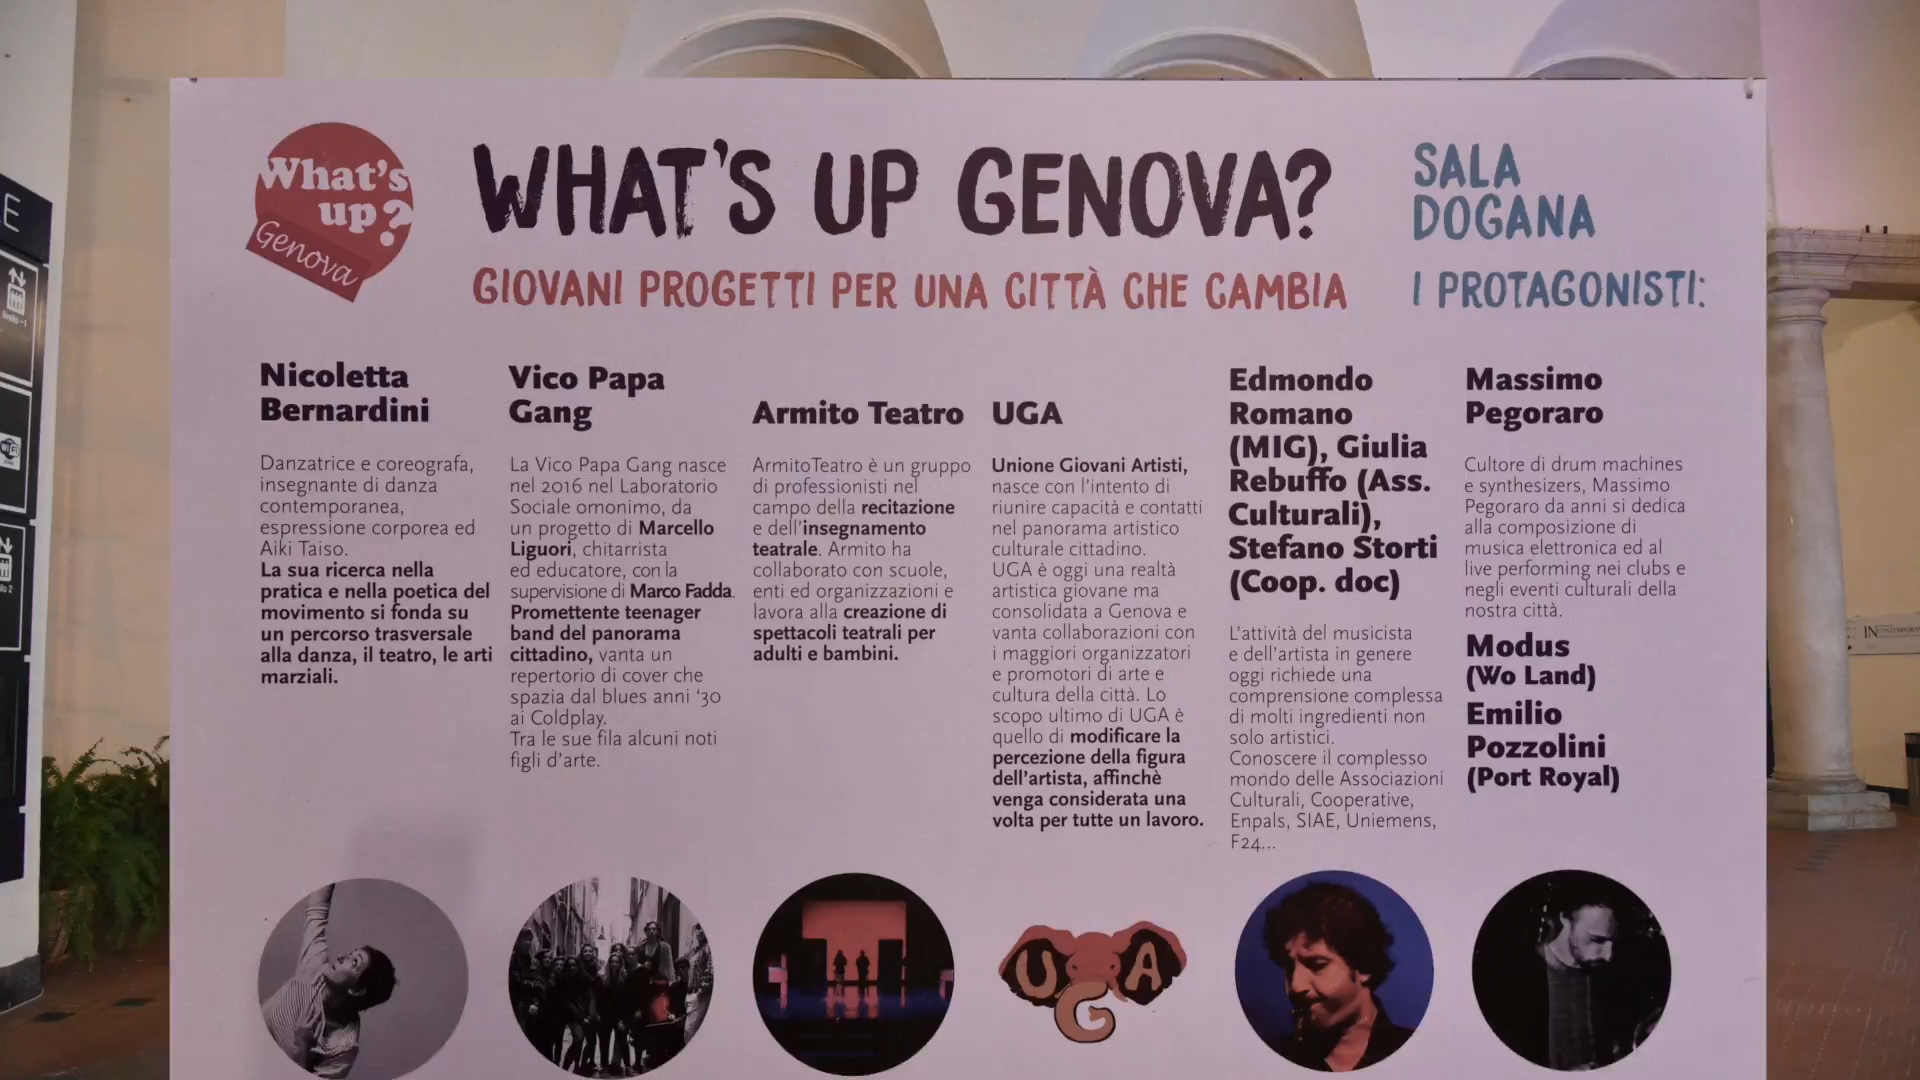 What's
up?
Genova
WHAT'S UP GENOVA?
GIOVANI PROGETTI PER UNA CITTÀ CHE CAMBIA
SALA
DOGANA
I PROTAGONISTI:
Nicoletta
Bernardini
Danzatrice e coreografa,
insegnante di danza
contemporanea,
espressione corporea ed
Aiki Taiso.
La sua ricerca nella
pratica e nella poetica del
movimento si fonda su
un percorso trasversale
alla danza, il teatro, le arti
marziali.
Vico Papa
Gang
La Vico Papa Gang nasce
nel 2016 nel Laboratorio
Sociale omonimo, da
un progetto di Marcello
Liguori, chitarrista
ed educatore, con la
supervisione di Marco Fadda.
Promettente teenager
band del panorama
cittadino, vanta un
repertorio di cover che
spazia dal blues anni '30
ai Coldplay.
Tra le sue fila alcuni noti
figli d'arte.
Armito Teatro
ArmitoTeatro è un gruppo
di professionisti nel
campo della recitazione
e dell'insegnamento
teatrale. Armito ha
collaborato con scuole,
enti ed organizzazioni e
lavora alla creazione di
spettacoli teatrali per
adulti e bambini.
UGA
Unione Giovani Artisti,
nasce con l'intento di
riunire capacità e contatti
nel panorama artistico
culturale cittadino.
UGA è oggi una realtà
artistica giovane ma
consolidata a Genova e
vanta collaborazioni con
i maggiori organizzatori
e promotori di arte e
cultura della città. Lo
scopo ultimo di UGA è
quello di modificare la
percezione della figura
dell'artista, affinchè
venga considerata una
volta per tutte un lavoro.
Edmondo
Romano
(MIG), Giulia
Rebuffo (Ass.
Culturali),
Stefano Storti
(Coop. doc)
L'attività del musicista
e dell'artista in genere
oggi richiede una
comprensione complessa
di molti ingredienti non
solo artistici.
Conoscere il complesso
mondo delle Associazioni
Culturali, Cooperative,
Enpals, SIAE, Uniemens,
F24...
Massimo
Pegoraro
Cultore di drum machines
e synthesizers, Massimo
Pegoraro da anni si dedica
alla composizione di
musica elettronica ed al
live performing nei clubs e
negli eventi culturali della
nostra città.
Modus
(Wo Land)
Emilio
Pozzolini
(Port Royal)
UGA